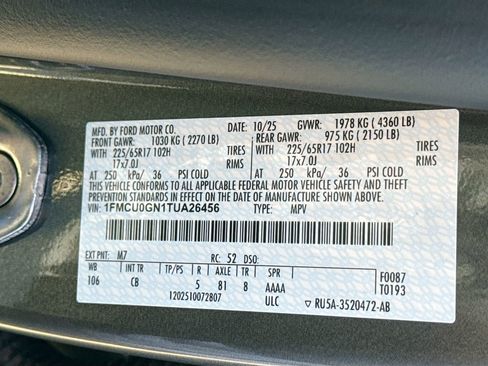 MFD. BY FORD MOTOR CO. 10/25 GVWR: 1978 KG ( 4360 LB)
FRONT GAWR: 1030 KG ( 2270 LB) REAR GAWR: 975 KG ( 2150 LB)
WITH 225/65R17 102H TIRES WITH 225/65R17 102H TIRES
17x7.0J RIMS 17x7.0J RIMS
AT 250 kPa/ 36 PSI COLD AT 250 kPa/ 36 PSI COLD
THIS VEHICLE CONFORMS TO ALL APPLICABLE FEDERAL MOTOR VEHICLE SAFETY, BUMPER, AND
THEFT PREVENTION STANDARDS IN EFFECT ON THE DATE OF MANUFACTURE SHOWN ABOVE.
VIN: 1FMCU0GN1TUA26456 TYPE: MPV
EXT PNT: M7 RC: 52 DSO: F0087
WB INT TR TP/PS R AXLE TR SPR T0193
106 CB 5 81 8 AAAA
1202510072807 ULC RU5A-3520472-AB